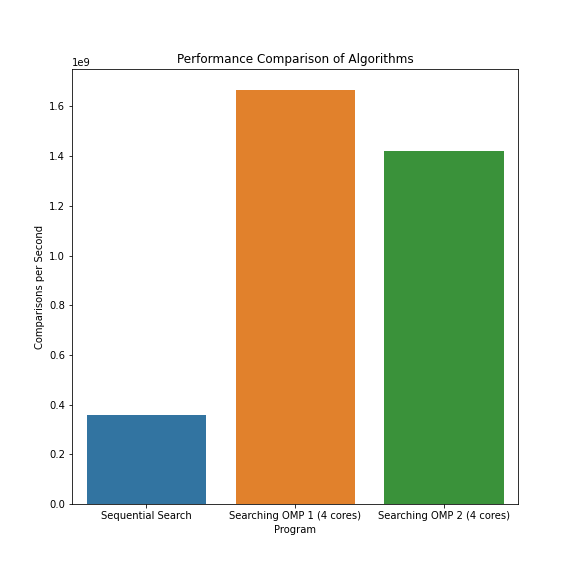 Performance Comparison of Algorithms
1e9
1.6
1.4
1.2
1.0
0.8
0.6
0.4
0.2
0.0
Comparisons per Second
Sequential Search
Searching OMP 1 (4 cores)
Searching OMP 2 (4 cores)
Program